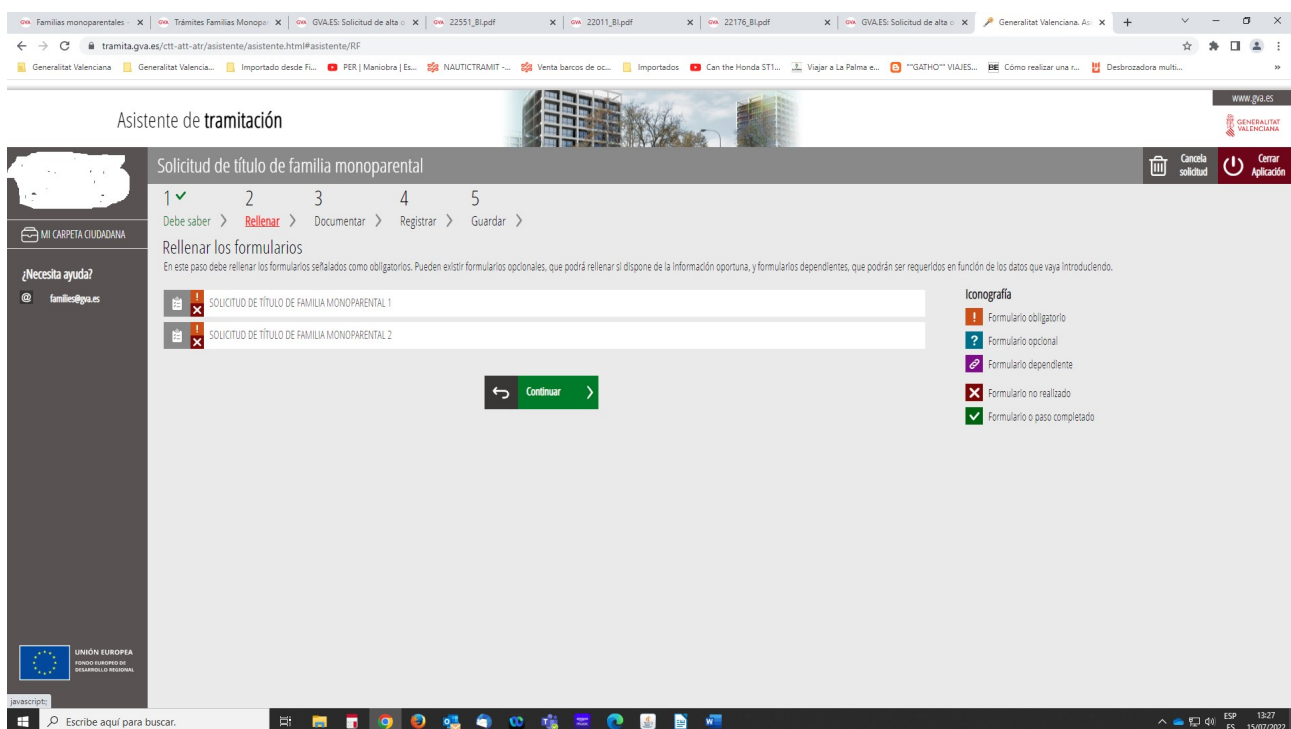 Familias monoparentales -
Trámites Familias Monopa
GVA.ES: Solicitud de alta o
22551_BI.pdf
22011_BI.pdf
22176_BI.pdf
GVA.ES: Solicitud de alta o
Generalitat Valenciana. As
tramita.gva.es/ctt-att-atr/asistente/asistente.html#asistente/RF
Generalitat Valenciana
Generalitat Valencia...
Importado desde Fi...
PER | Maniobra | Es...
NAUTICTRAMIT -...
Venta barcos de oc...
Importados
Can the Honda ST1...
Viajar a La Palma e...
""GATHO"" VIAJES...
BE Cómo realizar una r...
Desbrozadora multi...
»
www.gva.es
Asistente de tramitación
GENERALITAT
VALENCIANA
Solicitud de título de familia monoparental
Cancela
solicitud
Cerrar
Aplicación
1 2 3 4 5
Debe saber > Rellenar > Documentar > Registrar > Guardar >
MI CARPETA CIUDADANA
Rellenar los formularios
En este paso debe rellenar los formularios señalados como obligatorios. Pueden existir formularios opcionales, que podrá rellenar si dispone de la información oportuna, y formularios dependientes, que podrán ser requeridos en función de los datos que vaya introduciendo.
¿Necesita ayuda?
@ families@gva.es
SOLICITUD DE TÍTULO DE FAMILIA MONOPARENTAL 1
SOLICITUD DE TÍTULO DE FAMILIA MONOPARENTAL 2
Continuar
Iconografía
! Formulario obligatorio
? Formulario opcional
Formulario dependiente
Formulario no realizado
Formulario o paso completado
UNIÓN EUROPEA
FONDO EUROPEO DE
DESARROLLO REGIONAL
javascript:;
Escribe aquí para buscar.
ESP
ES
13:27
15/07/2022